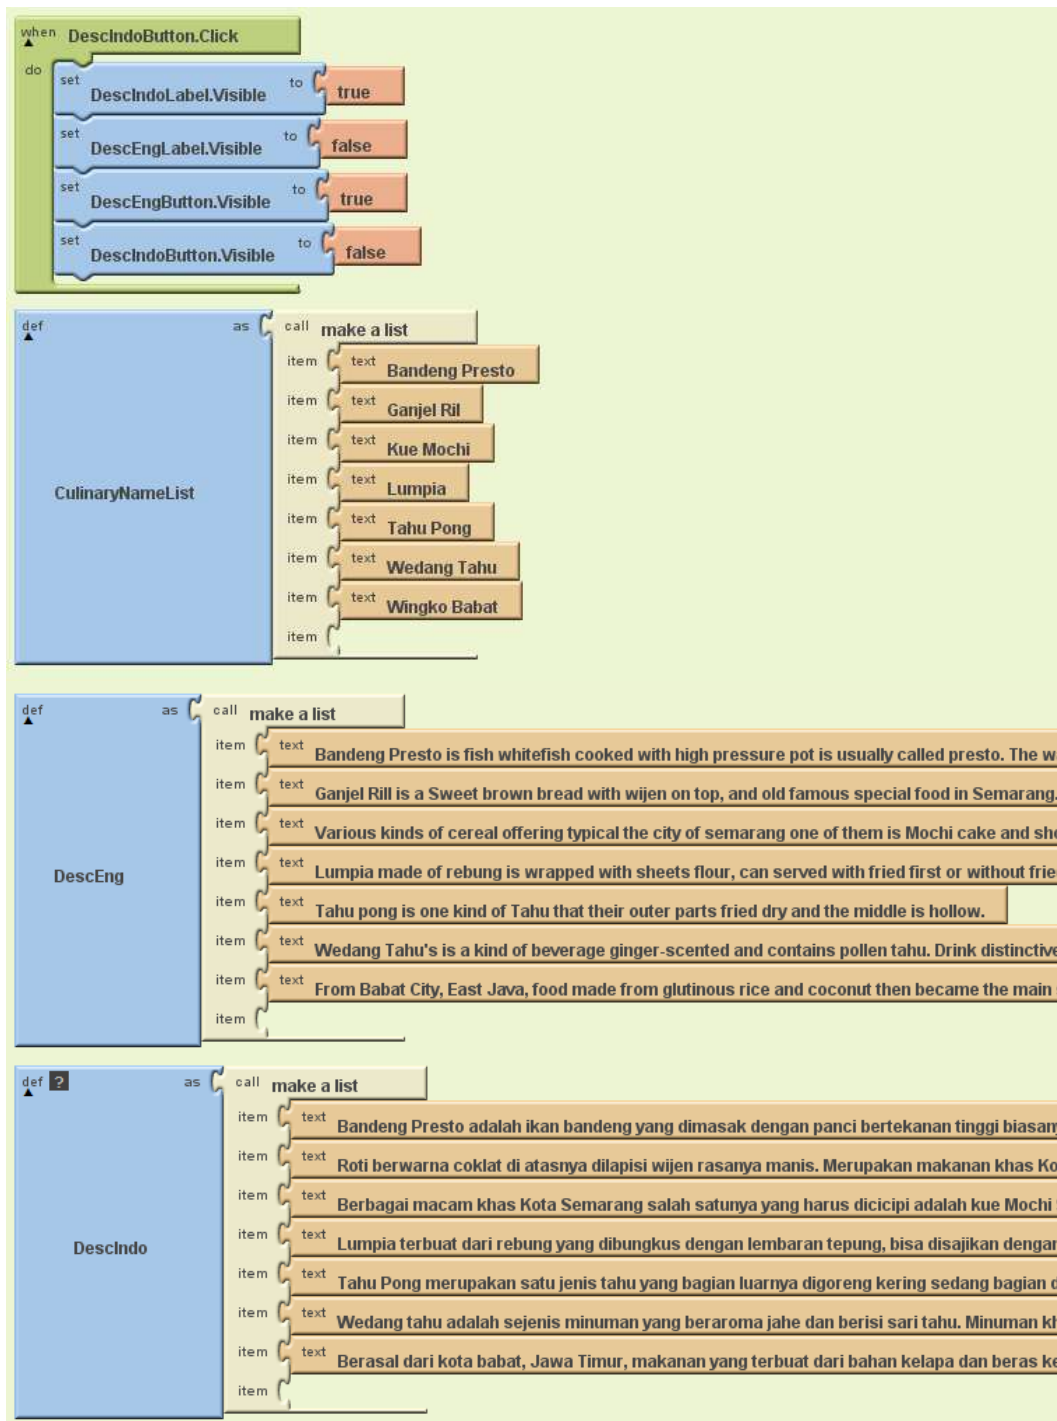 when DescIndoButton.Click
do set DescIndoLabel.Visible to true
set DescEngLabel.Visible to false
set DescEngButton.Visible to true
set DescIndoButton.Visible to false
def CulinaryNameList as call make a list
item text Bandeng Presto
item text Ganjel Ril
item text Kue Mochi
item text Lumpia
item text Tahu Pong
item text Wedang Tahu
item text Wingko Babat
item
def DescEng as call make a list
item text Bandeng Presto is fish whitefish cooked with high pressure pot is usually called presto. The
item text Ganjel Rill is a Sweet brown bread with wijen on top, and old famous special food in Semarang.
item text Various kinds of cereal offering typical the city of semarang one of them is Mochi cake and
item text Lumpia made of rebung is wrapped with sheets flour, can served with fried first or without
item text Tahu pong is one kind of Tahu that their outer parts fried dry and the middle is hollow.
item text Wedang Tahu's is a kind of beverage ginger-scented and contains pollen tahu. Drink distinctive
item text From Babat City, East Java, food made from glutinous rice and coconut then became the main
item
def ? DescIndo as call make a list
item text Bandeng Presto adalah ikan bandeng yang dimasak dengan panci bertekanan tinggi
item text Roti berwarna coklat di atasnya dilapisi wijen rasanya manis. Merupakan makanan khas
item text Berbagai macam khas Kota Semarang salah satunya yang harus dicicipi adalah kue Mochi
item text Lumpia terbuat dari rebung yang dibungkus dengan lembaran tepung, bisa disajikan dengan
item text Tahu Pong merupakan satu jenis tahu yang bagian luarnya digoreng kering sedang bagian
item text Wedang tahu adalah sejenis minuman yang beraroma jahe dan berisi sari tahu. Minuman
item text Berasal dari kota babat, Jawa Timur, makanan yang terbuat dari bahan kelapa dan beras
item